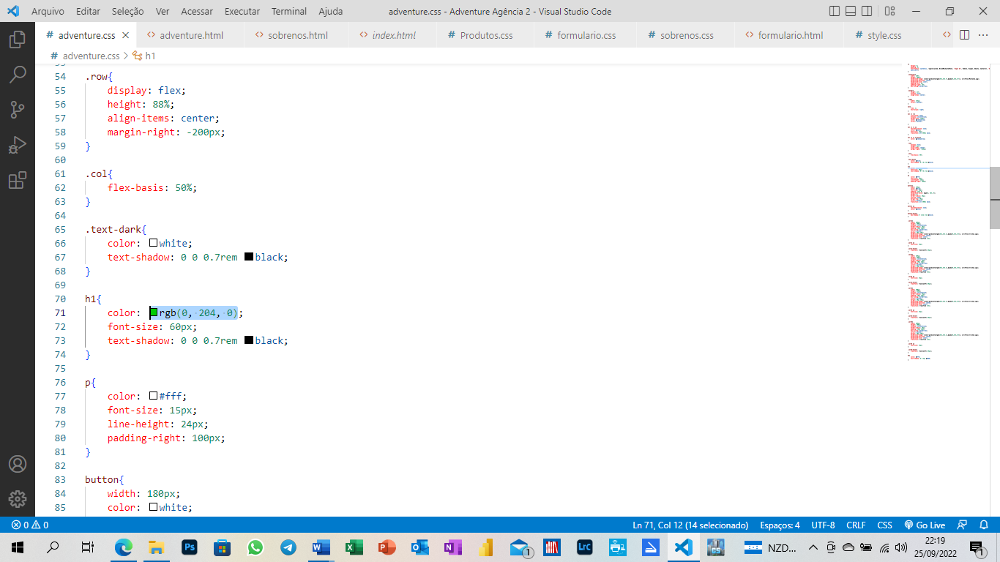 Arquivo Editar Seleção Ver Acessar Executar Terminal Ajuda adventure.css - Adventure Agência 2 - Visual Studio Code
# adventure.css <> adventure.html <> sobrenos.html <> index.html # Produtos.css # formulario.css # sobrenos.css <> formulario.html # style.css <>
# adventure.css > h1
53
54 .row{
55 display: flex;
56 height: 88%;
57 align-items: center;
58 margin-right: -200px;
59 }
60
61 .col{
62 flex-basis: 50%;
63 }
64
65 .text-dark{
66 color: white;
67 text-shadow: 0 0 0.7rem black;
68 }
69
70 h1{
71 color: rgb(0, 204, 0);
72 font-size: 60px;
73 text-shadow: 0 0 0.7rem black;
74 }
75
76 p{
77 color: #fff;
78 font-size: 15px;
79 line-height: 24px;
80 padding-right: 100px;
81 }
82
83 button{
84 width: 180px;
85 color: white;
0 0 Ln 71, Col 12 (14 selecionado) Espaços: 4 UTF-8 CRLF CSS Go Live
Ps W X P O N 1 Lrc NZD... 22:19
25/09/2022 1